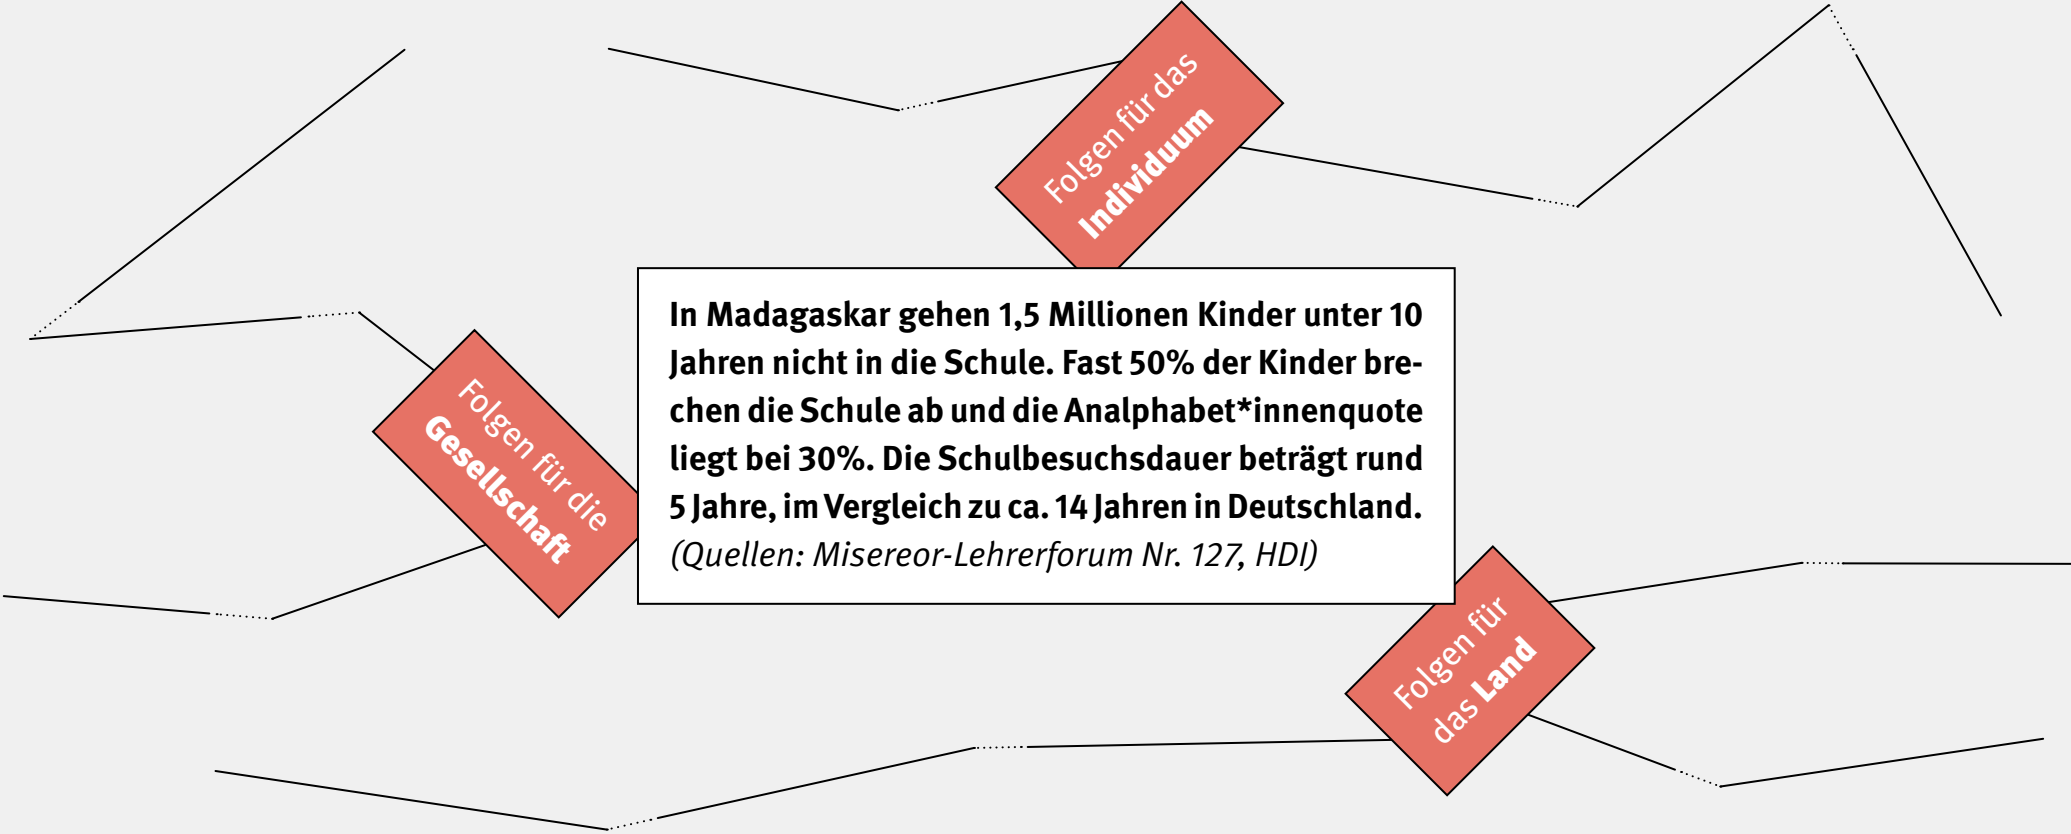 Folgen für das
Individuum
In Madagaskar gehen 1,5 Millionen Kinder unter 10
Jahren nicht in die Schule. Fast 50% der Kinder bre-
chen die Schule ab und die Analphabet*innenquote
liegt bei 30%. Die Schulbesuchsdauer beträgt rund
5 Jahre, im Vergleich zu ca. 14 Jahren in Deutschland.
(Quellen: Misereor-Lehrerforum Nr. 127, HDI)
Folgen für die
Gesellschaft
Folgen für
das Land